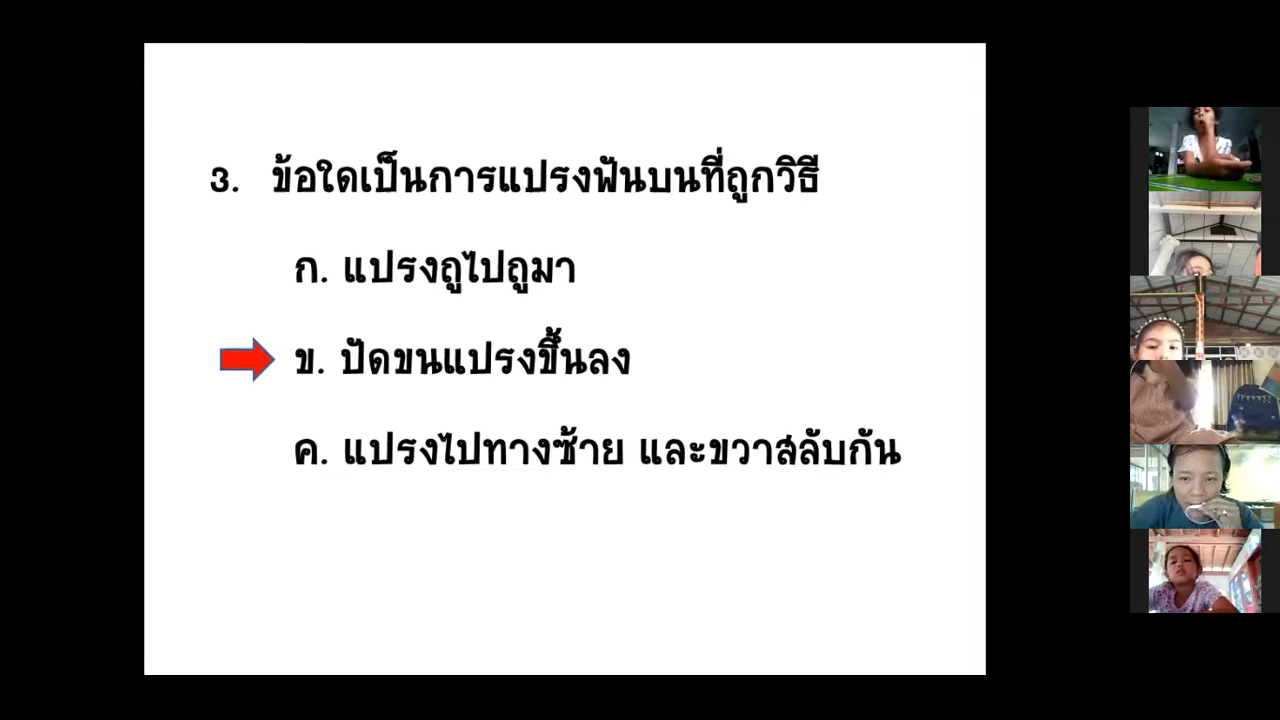 3. ข้อใดเป็นการแปรงฟันบนที่ถูกวิธี
ก. แปรงถูไปถูมา
ข. ปัดขนแปรงขึ้นลง
ค. แปรงไปทางซ้าย และขวาสลับกัน